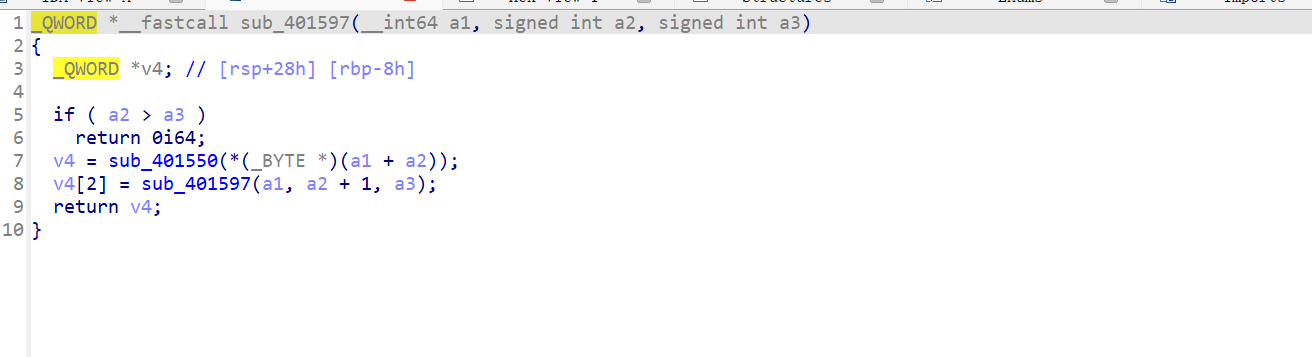 1 _QWORD *__fastcall sub_401597(__int64 a1, signed int a2, signed int a3)
2 {
3   _QWORD *v4; // [rsp+28h] [rbp-8h]
4
5   if ( a2 > a3 )
6     return 0i64;
7   v4 = sub_401550(*(_BYTE *)(a1 + a2));
8   v4[2] = sub_401597(a1, a2 + 1, a3);
9   return v4;
10 }